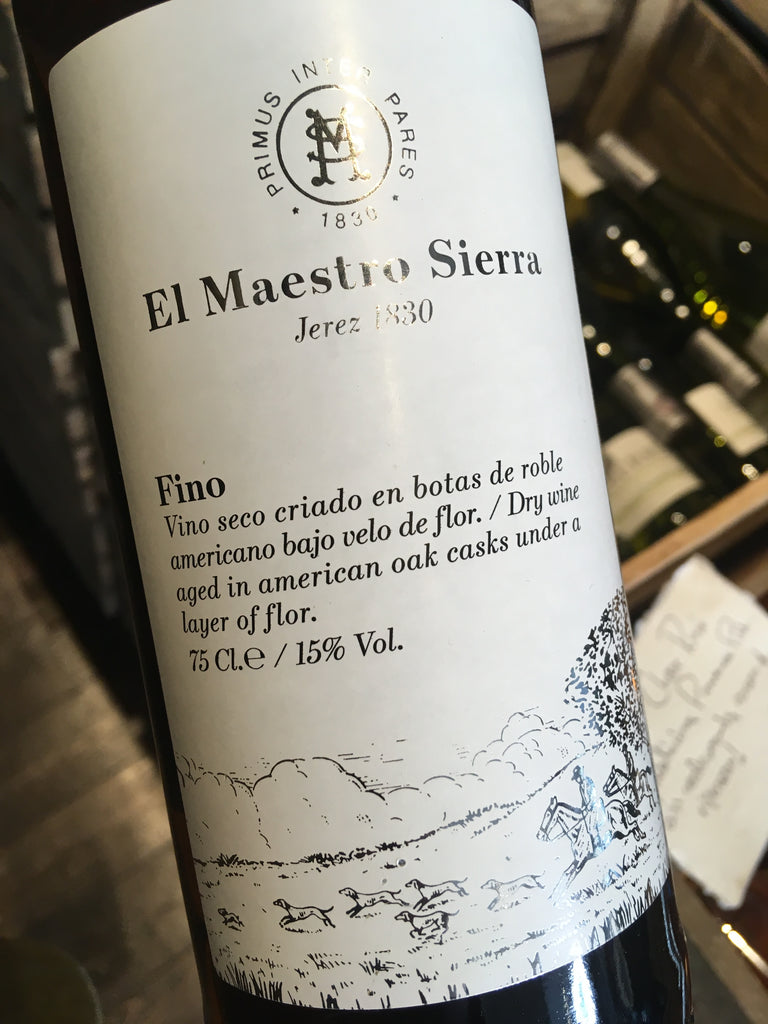 PRIMUS INTER PARES
1830
El Maestro Sierra
Jerez 1830
Fino
Vino seco criado en botas de roble
americano bajo velo de flor. / Dry wine
aged in american oak casks under a
layer of flor.
75 Cl.e / 15% Vol.